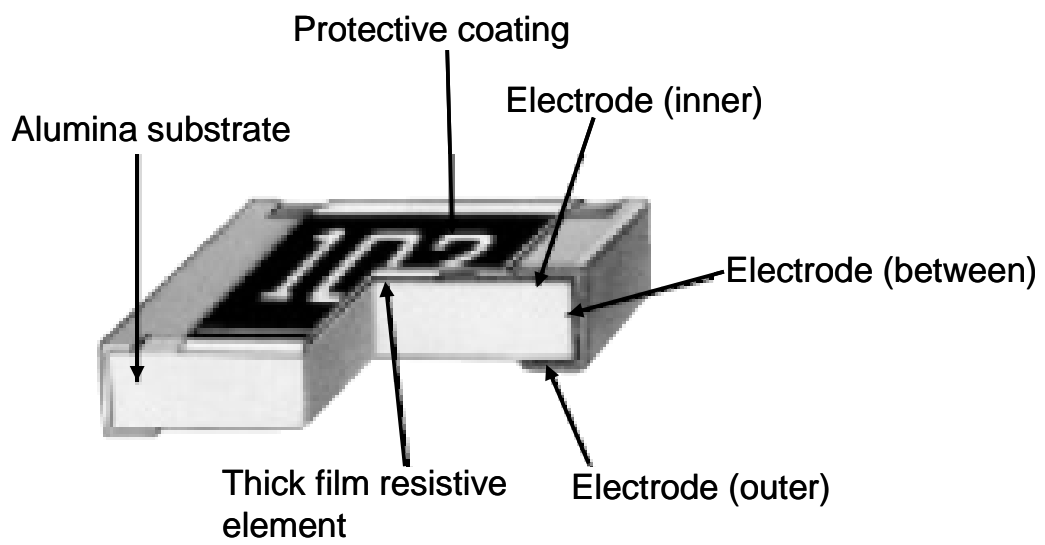 Protective coating
Electrode (inner)
Alumina substrate
102
Electrode (between)
Thick film resistive
element
Electrode (outer)